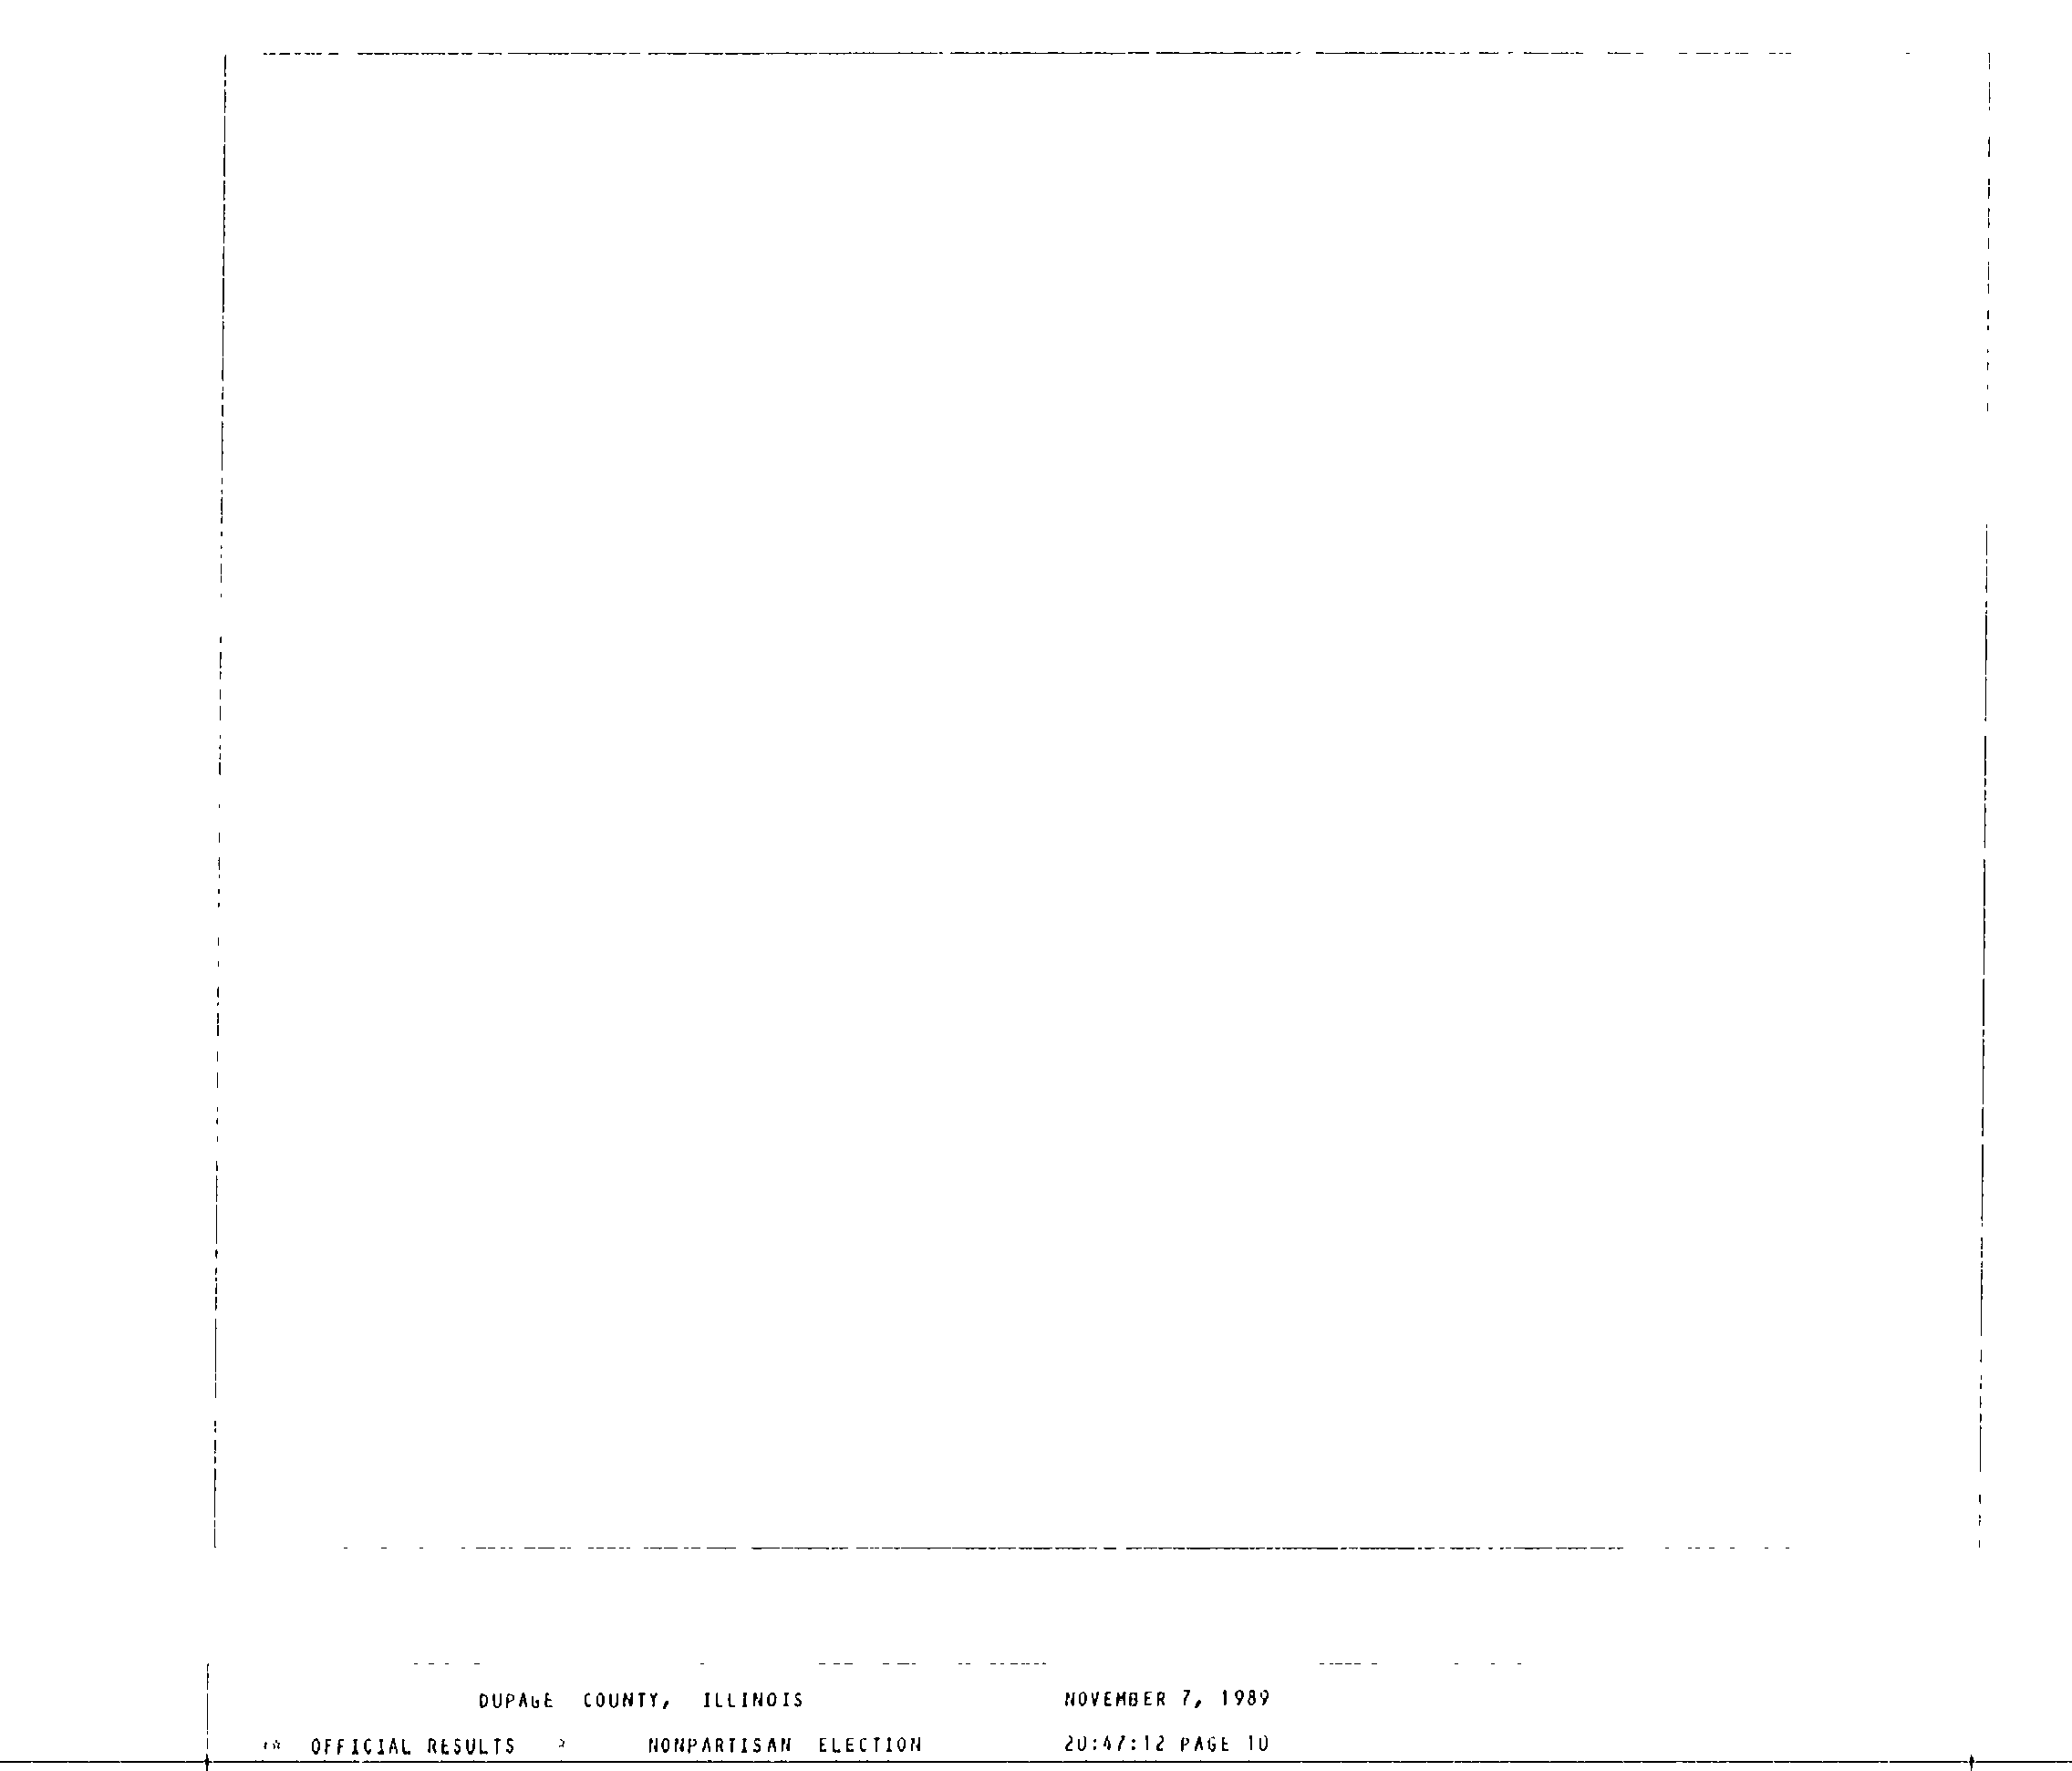 DUPAGE COUNTY, ILLINOIS NOVEMBER 7, 1989
OFFICIAL RESULTS NONPARTISAN ELECTION 20:47:12 PAGE 10